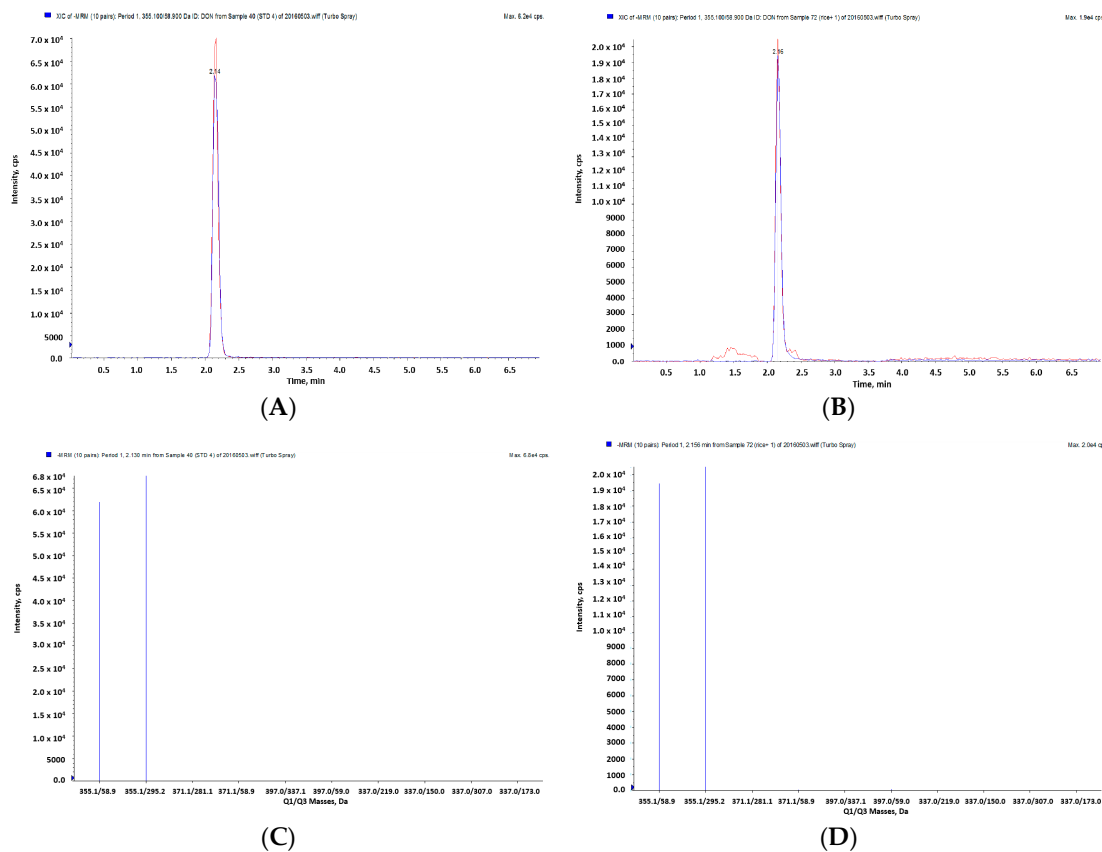 XIC of -MRM (10 pairs): Period 1, 355.100/58.900 Da ID: DON from Sample 40 (STD 4) of 20160503.wiff (Turbo Spray)
Max. 6.2e4 cps.
7.0 x 10⁴
6.5 x 10⁴
6.0 x 10⁴
5.5 x 10⁴
5.0 x 10⁴
4.5 x 10⁴
4.0 x 10⁴
3.5 x 10⁴
3.0 x 10⁴
2.5 x 10⁴
2.0 x 10⁴
1.5 x 10⁴
1.0 x 10⁴
5000
0.0
Intensity, cps
2.14
0.5 1.0 1.5 2.0 2.5 3.0 3.5 4.0 4.5 5.0 5.5 6.0 6.5
Time, min
(A)
XIC of -MRM (10 pairs): Period 1, 355.100/58.900 Da ID: DON from Sample 72 (rice+ 1) of 20160503.wiff (Turbo Spray)
Max. 1.9e4 cps
2.0 x 10⁴
1.9 x 10⁴
1.8 x 10⁴
1.7 x 10⁴
1.6 x 10⁴
1.5 x 10⁴
1.4 x 10⁴
1.3 x 10⁴
1.2 x 10⁴
1.1 x 10⁴
1.0 x 10⁴
9000
8000
7000
6000
5000
4000
3000
2000
1000
0.0
Intensity, cps
2.16
0.5 1.0 1.5 2.0 2.5 3.0 3.5 4.0 4.5 5.0 5.5 6.0 6.5
Time, min
(B)
-MRM (10 pairs): Period 1, 2.130 min from Sample 40 (STD 4) of 20160503.wiff (Turbo Spray)
Max. 6.8e4 cps.
6.8 x 10⁴
6.5 x 10⁴
6.0 x 10⁴
5.5 x 10⁴
5.0 x 10⁴
4.5 x 10⁴
4.0 x 10⁴
3.5 x 10⁴
3.0 x 10⁴
2.5 x 10⁴
2.0 x 10⁴
1.5 x 10⁴
1.0 x 10⁴
5000
0.0
Intensity, cps
355.1/58.9 355.1/295.2 371.1/281.1 371.1/58.9 397.0/337.1 397.0/59.0 337.0/219.0 337.0/150.0 337.0/307.0 337.0/173.0
Q1/Q3 Masses, Da
(C)
-MRM (10 pairs): Period 1, 2.156 min from Sample 72 (rice+ 1) of 20160503.wiff (Turbo Spray)
Max. 2.0e4 cp
2.0 x 10⁴
1.9 x 10⁴
1.8 x 10⁴
1.7 x 10⁴
1.6 x 10⁴
1.5 x 10⁴
1.4 x 10⁴
1.3 x 10⁴
1.2 x 10⁴
1.1 x 10⁴
1.0 x 10⁴
9000
8000
7000
6000
5000
4000
3000
2000
1000
0.0
Intensity, cps
355.1/58.9 355.1/295.2 371.1/281.1 371.1/58.9 397.0/337.1 397.0/59.0 337.0/219.0 337.0/150.0 337.0/307.0 337.0/173.0
Q1/Q3 Masses, Da
(D)